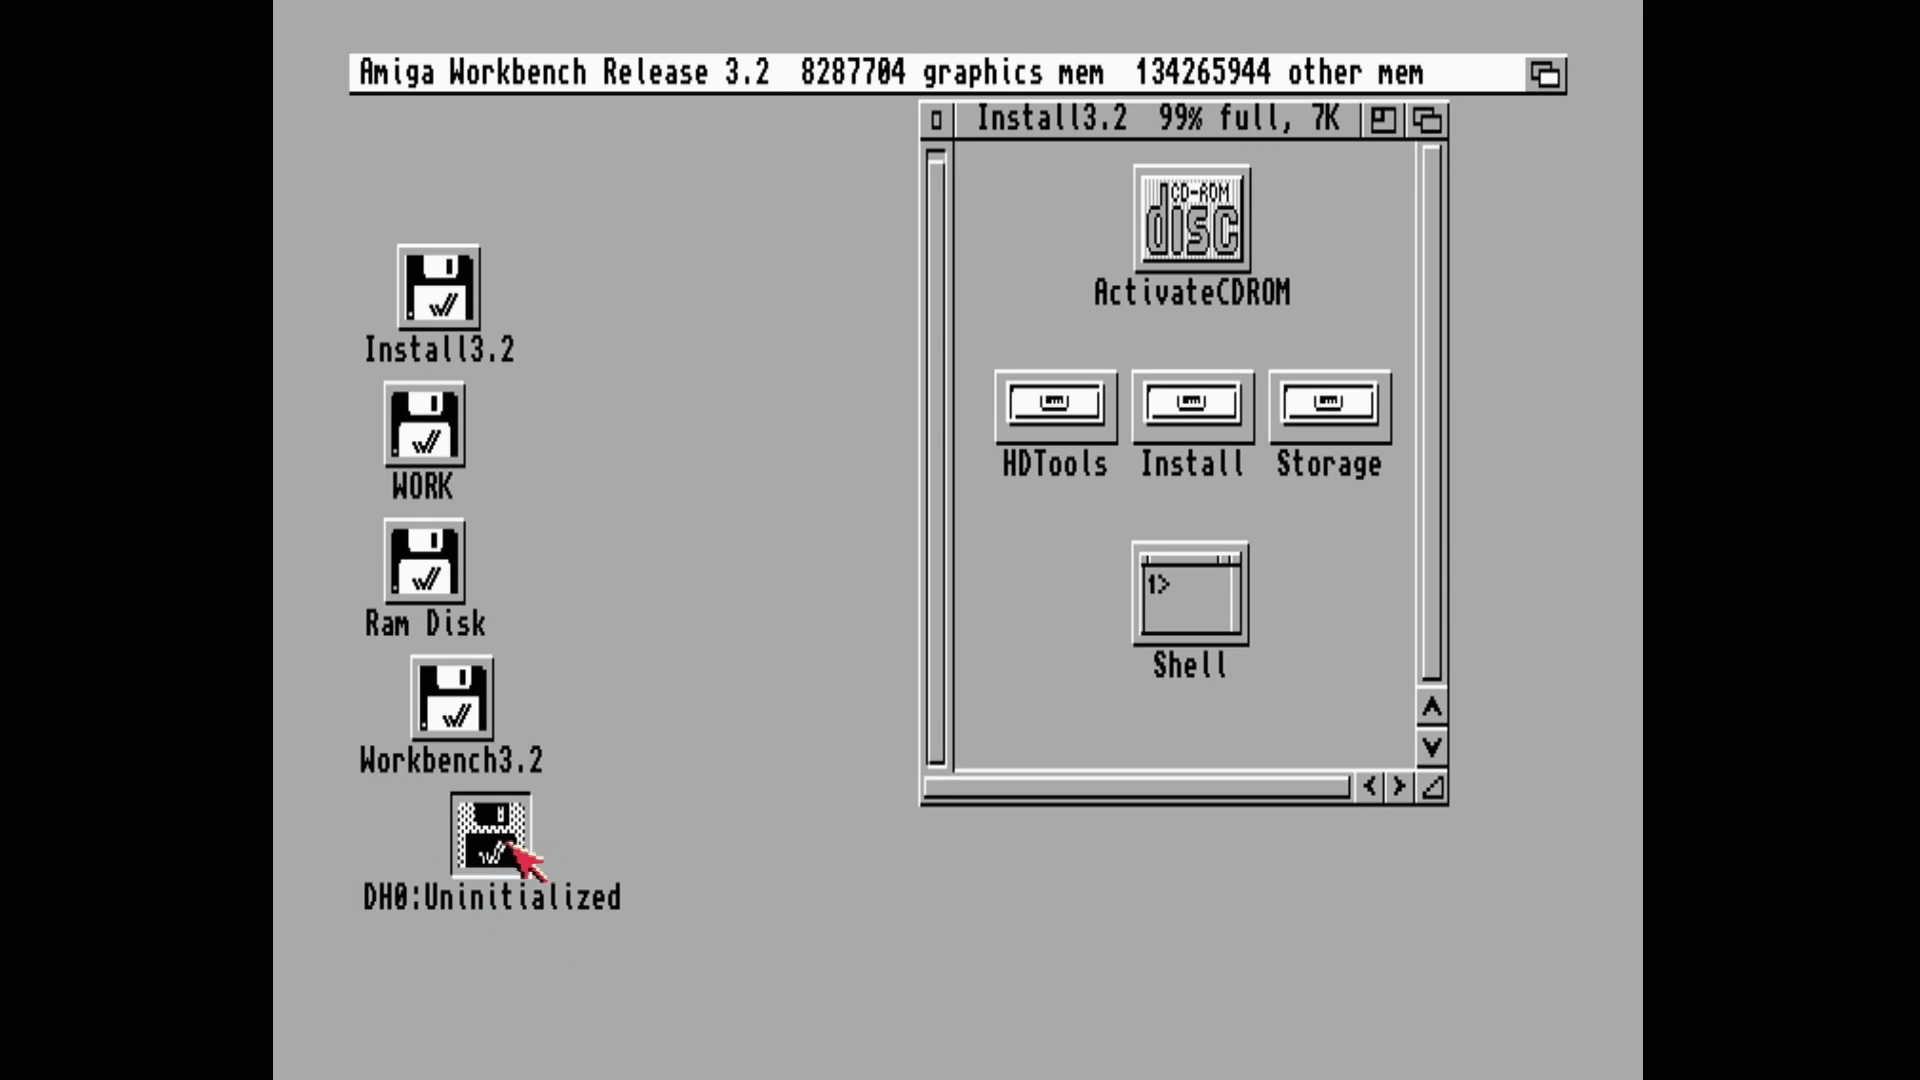 Amiga Workbench Release 3.2  8287704 graphics mem  134265944 other mem
Install3.2  99% full, 7K
CD-ROM
disc
ActivateCDROM
Install3.2
HDTools Install Storage
WORK
1>
Ram Disk
Shell
Workbench3.2
DH0:Uninitialized